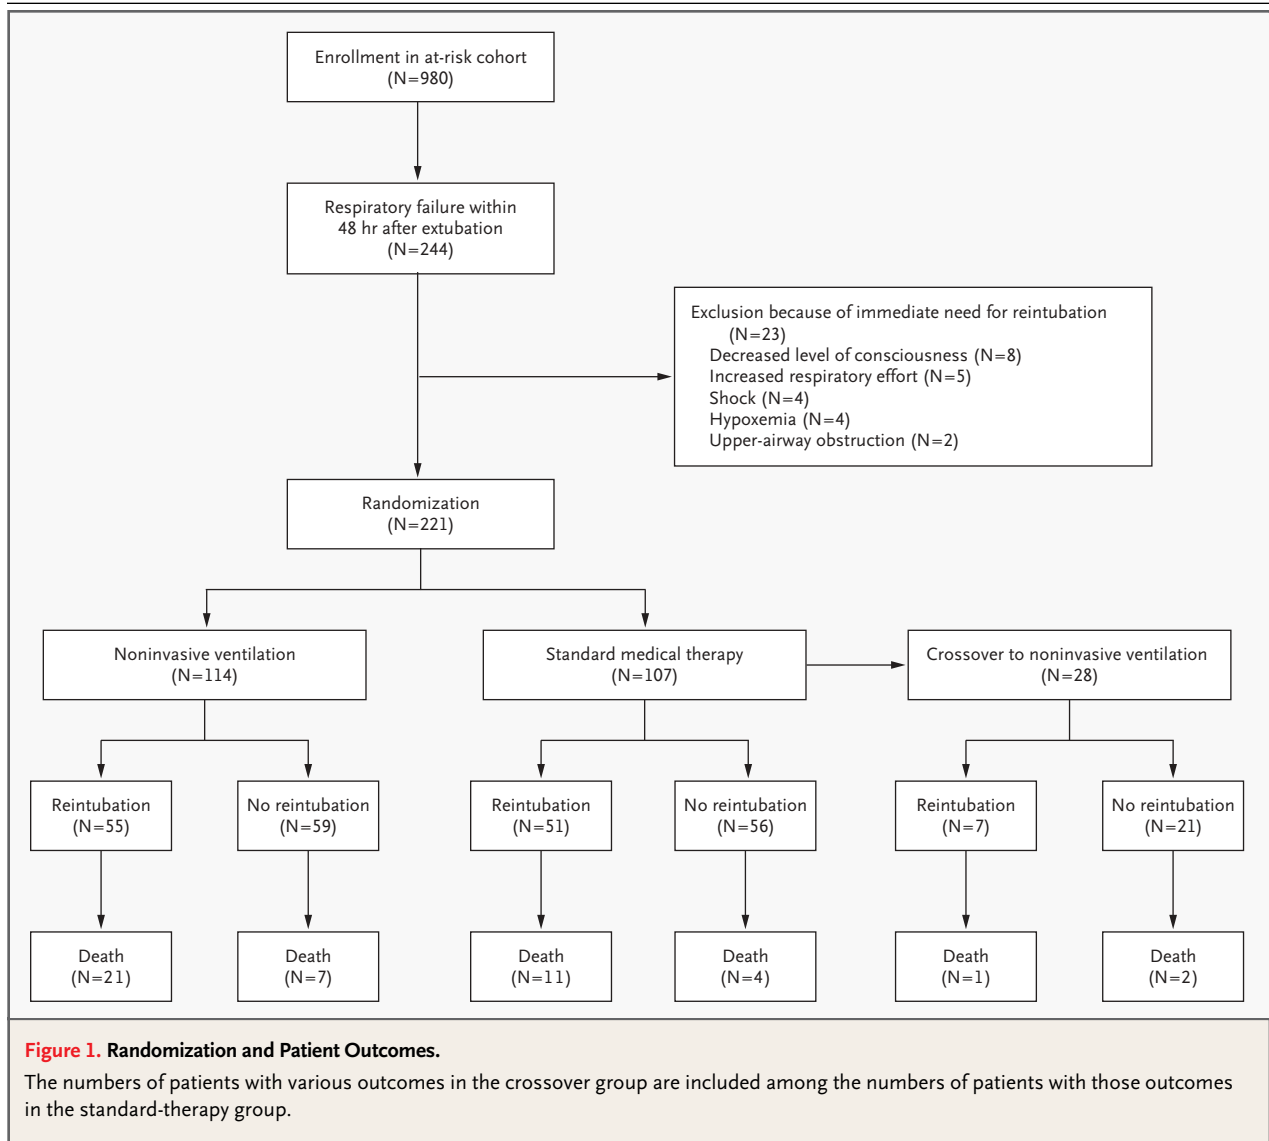 Enrollment in at-risk cohort
(N=980)
Respiratory failure within
48 hr after extubation
(N=244)
Exclusion because of immediate need for reintubation
(N=23)
Decreased level of consciousness (N=8)
Increased respiratory effort (N=5)
Shock (N=4)
Hypoxemia (N=4)
Upper-airway obstruction (N=2)
Randomization
(N=221)
Noninvasive ventilation
(N=114)
Standard medical therapy
(N=107)
Crossover to noninvasive ventilation
(N=28)
Reintubation
(N=55)
No reintubation
(N=59)
Reintubation
(N=51)
No reintubation
(N=56)
Reintubation
(N=7)
No reintubation
(N=21)
Death
(N=21)
Death
(N=7)
Death
(N=11)
Death
(N=4)
Death
(N=1)
Death
(N=2)
Figure 1. Randomization and Patient Outcomes.
The numbers of patients with various outcomes in the crossover group are included among the numbers of patients with those outcomes
in the standard-therapy group.